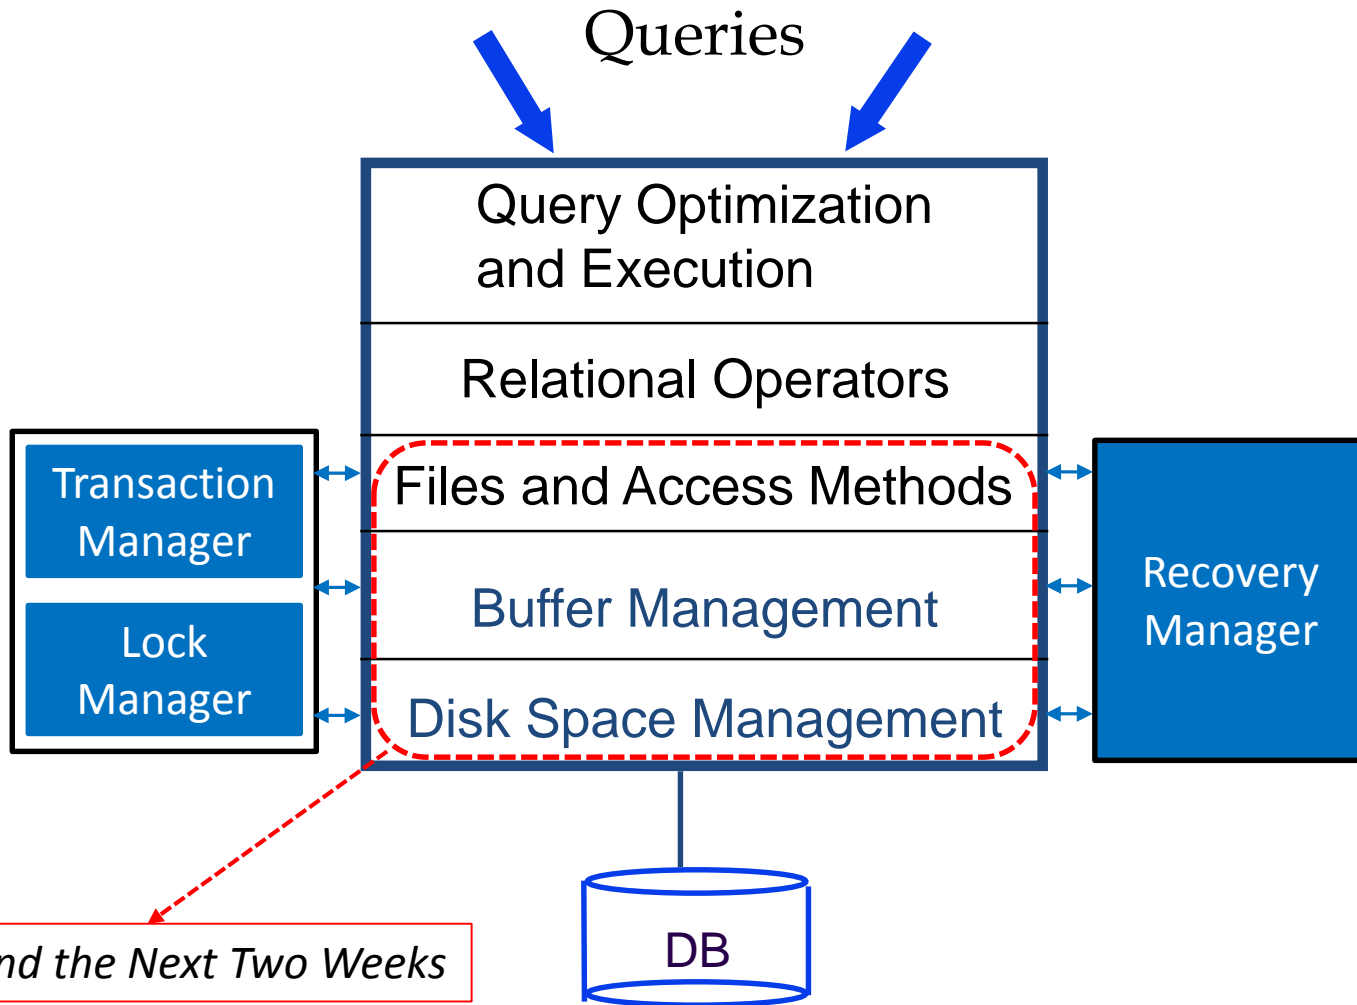 Queries
Query Optimization
and Execution
Relational Operators
Files and Access Methods
Buffer Management
Disk Space Management
Transaction
Manager
Lock
Manager
Recovery
Manager
DB
the Next Two Weeks